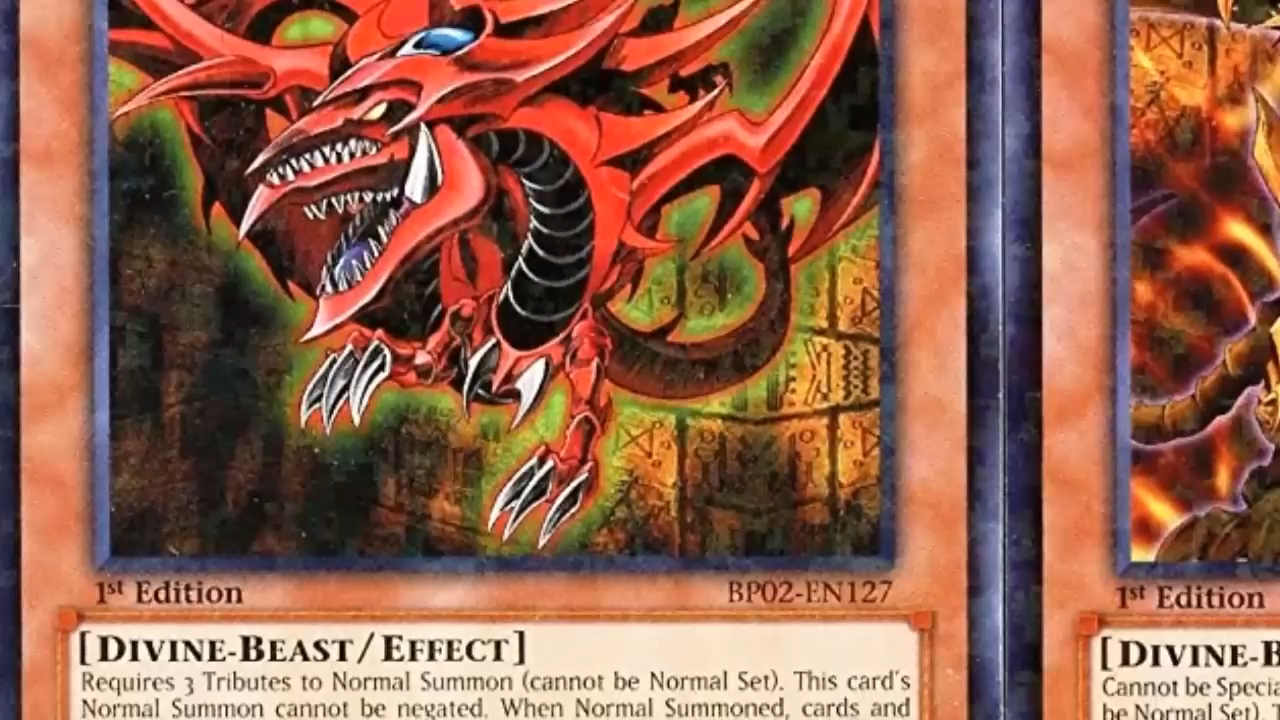 1st Edition
BP02-EN127
[DIVINE-BEAST/EFFECT]
Requires 3 Tributes to Normal Summon (cannot be Normal Set). This card's
Normal Summon cannot be negated. When Normal Summoned, cards and
1st Edition
[DIVINE-B
Cannot be Specia
be Normal Set). T